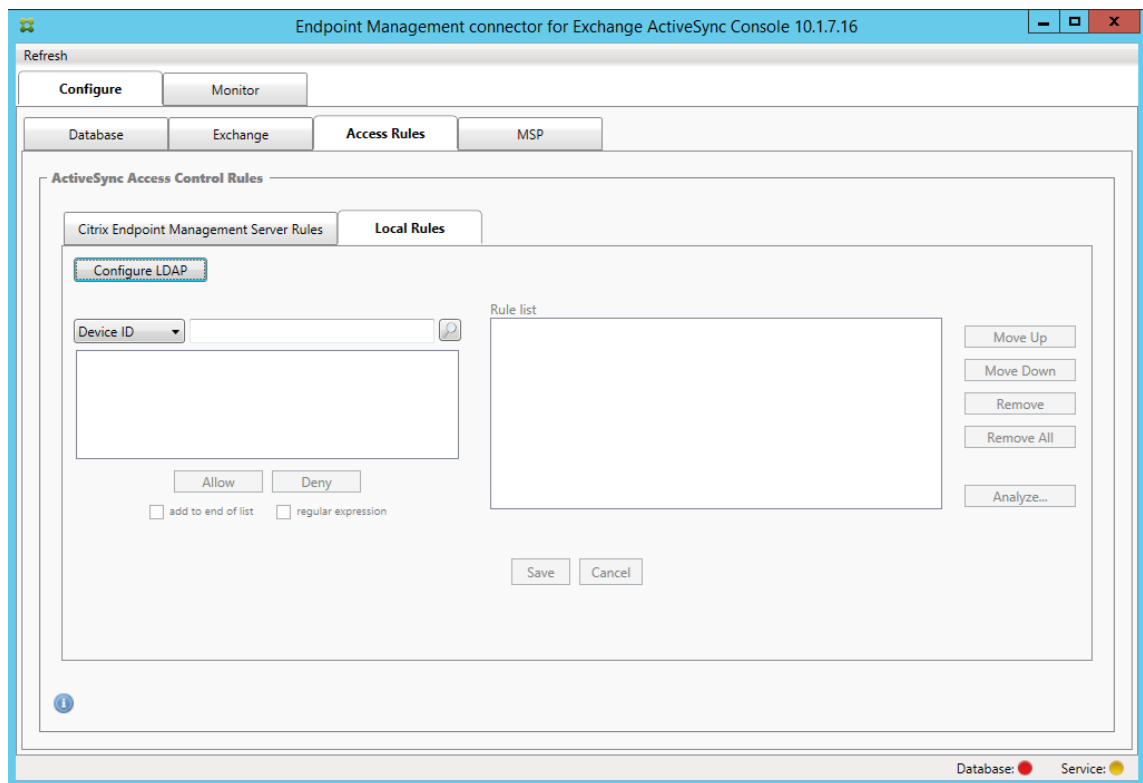 Endpoint Management connector for Exchange ActiveSync Console 10.1.7.16
Refresh
Configure
Monitor
Database
Exchange
Access Rules
MSP
ActiveSync Access Control Rules
Citrix Endpoint Management Server Rules
Local Rules
Configure LDAP
Rule list
Device ID
Move Up
Move Down
Remove
Remove All
Allow
Deny
Analyze...
add to end of list
regular expression
Save
Cancel
Database:
Service: